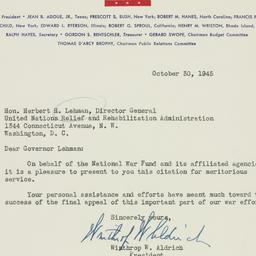 President • JEAN B. ADOUE, JR., Texas; PRESCOTT S. BUSH, New York; ROBERT M. HANES, North Carolina; FRANCIS P.
CHILD, New York; EDWARD L. RYERSON, Illinois; ROBERT G. SPROUL, California; HENRY M. WRISTON, Rhode Island,
RALPH HAYES, Secretary • GORDON S. RENTSCHLER, Treasurer • GERARD SWOPE, Chairman Budget Committee
THOMAS D'ARCY BROPHY, Chairman Public Relations Committee
October 30, 1945
Hon. Herbert H. Lehman, Director General
United Nations Relief and Rehabilitation Administration
1344 Connecticut Avenue, N. W.
Washington, D. C.
Dear Governor Lehman:
On behalf of the National War Fund and its affiliated agencie
it is a pleasure to present to you this citation for meritorious
service.
Your personal assistance and efforts have meant much toward t
success of the final appeal of this important part of our war effor
Sincerely yours,
Winthrop W Aldrich
Winthrop W. Aldrich
President